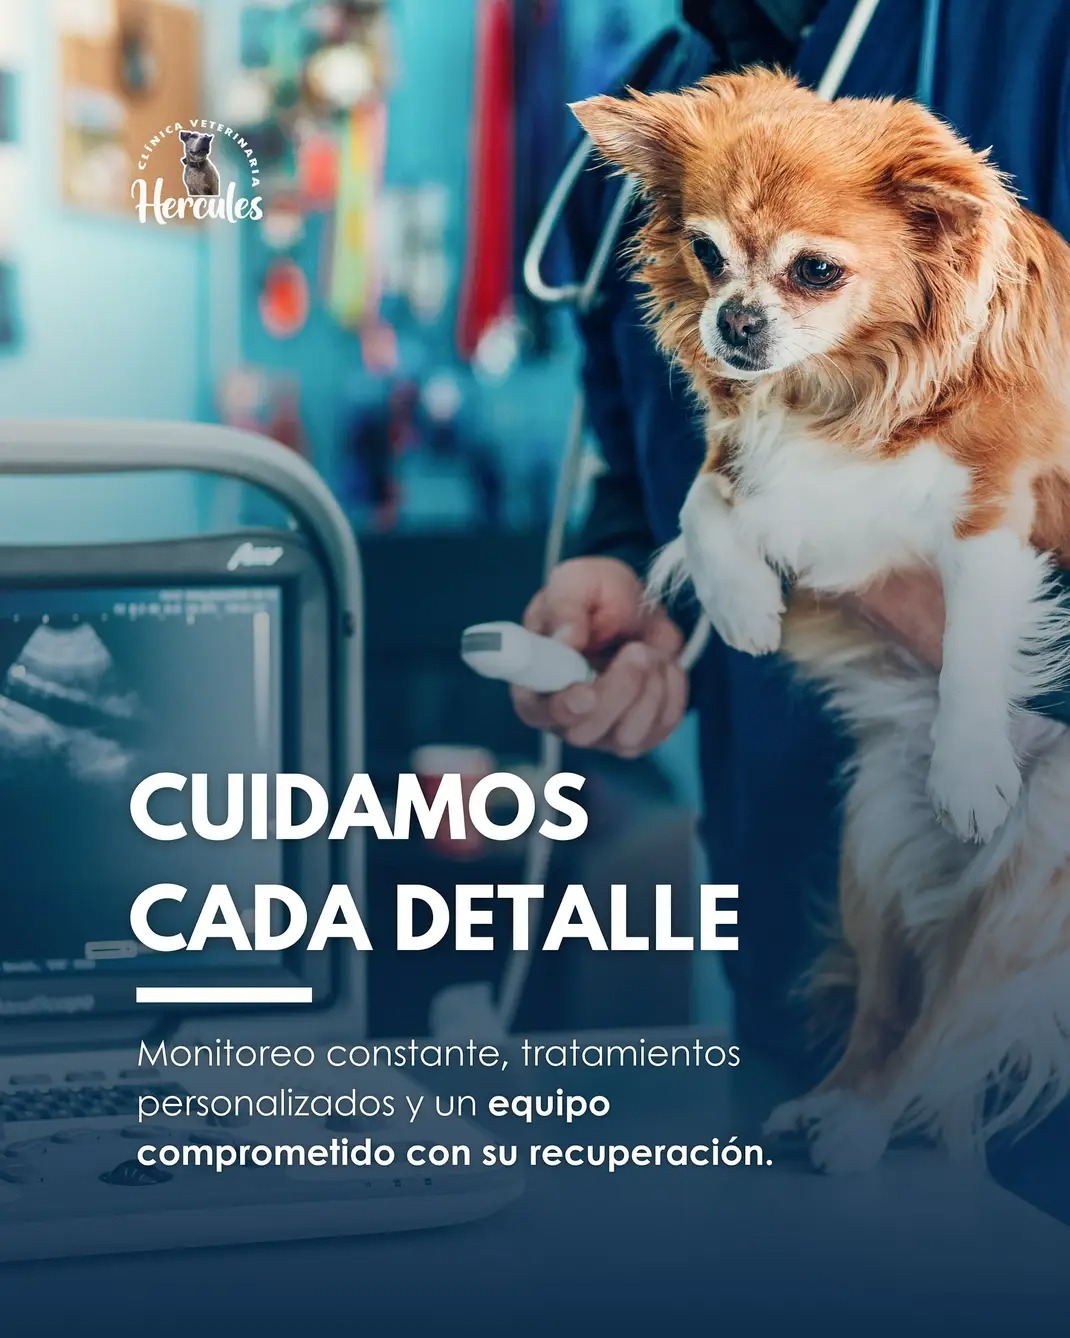 CLÍNICA VETERINARIA
Hercules
CUIDAMOS
CADA DETALLE
Monitoreo constante, tratamientos
personalizados y un equipo
comprometido con su recuperación.